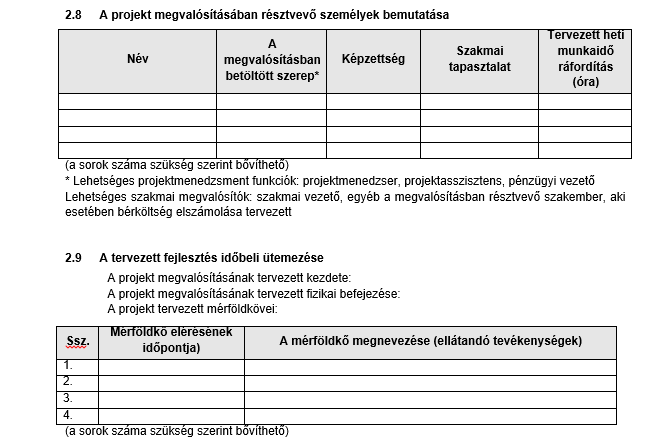 2.8 A projekt megvalósításában résztvevő személyek bemutatása
Név
A megvalósításban betöltött szerep*
Képzettség
Szakmai tapasztalat
Tervezett heti munkaidő ráfordítás (óra)
(a sorok száma szükség szerint bővíthető)
* Lehetséges projektmenedzsment funkciók: projektmenedzser, projektasszisztens, pénzügyi vezető
Lehetséges szakmai megvalósítók: szakmai vezető, egyéb a megvalósításban résztvevő szakember, aki
esetében bérköltség elszámolása tervezett
2.9 A tervezett fejlesztés időbeli ütemezése
A projekt megvalósításának tervezett kezdete:
A projekt megvalósításának tervezett fizikai befejezése:
A projekt tervezett mérföldkövei:
Ssz.
Mérföldkő elérésének időpontja)
A mérföldkő megnevezése (ellátandó tevékenységek)
1.
2.
3.
4.
(a sorok száma szükség szerint bővíthető)